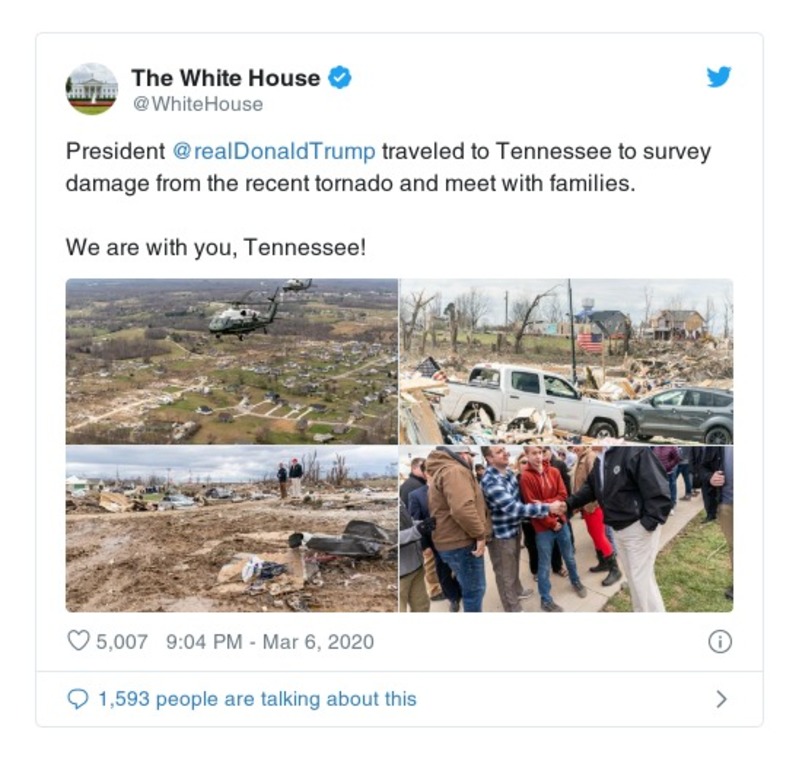 The White House
@WhiteHouse
President @realDonaldTrump traveled to Tennessee to survey
damage from the recent tornado and meet with families.
We are with you, Tennessee!
5,007 9:04 PM - Mar 6, 2020
1,593 people are talking about this